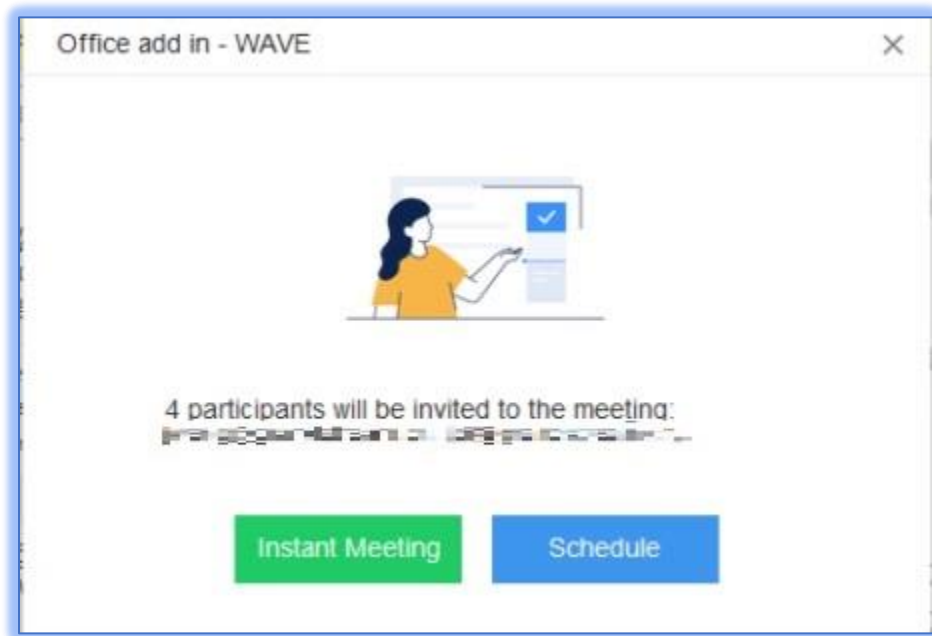 Office add in - WAVE
4 participants will be invited to the meeting:
Instant Meeting
Schedule